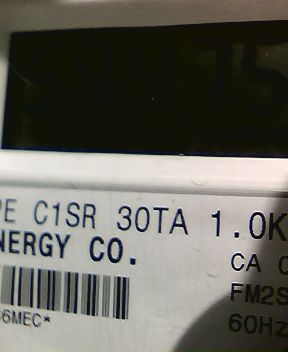 PE C1SR 30TA 1.0K
NERGY CO.
CA
FM2S
6MEC*
60Hz